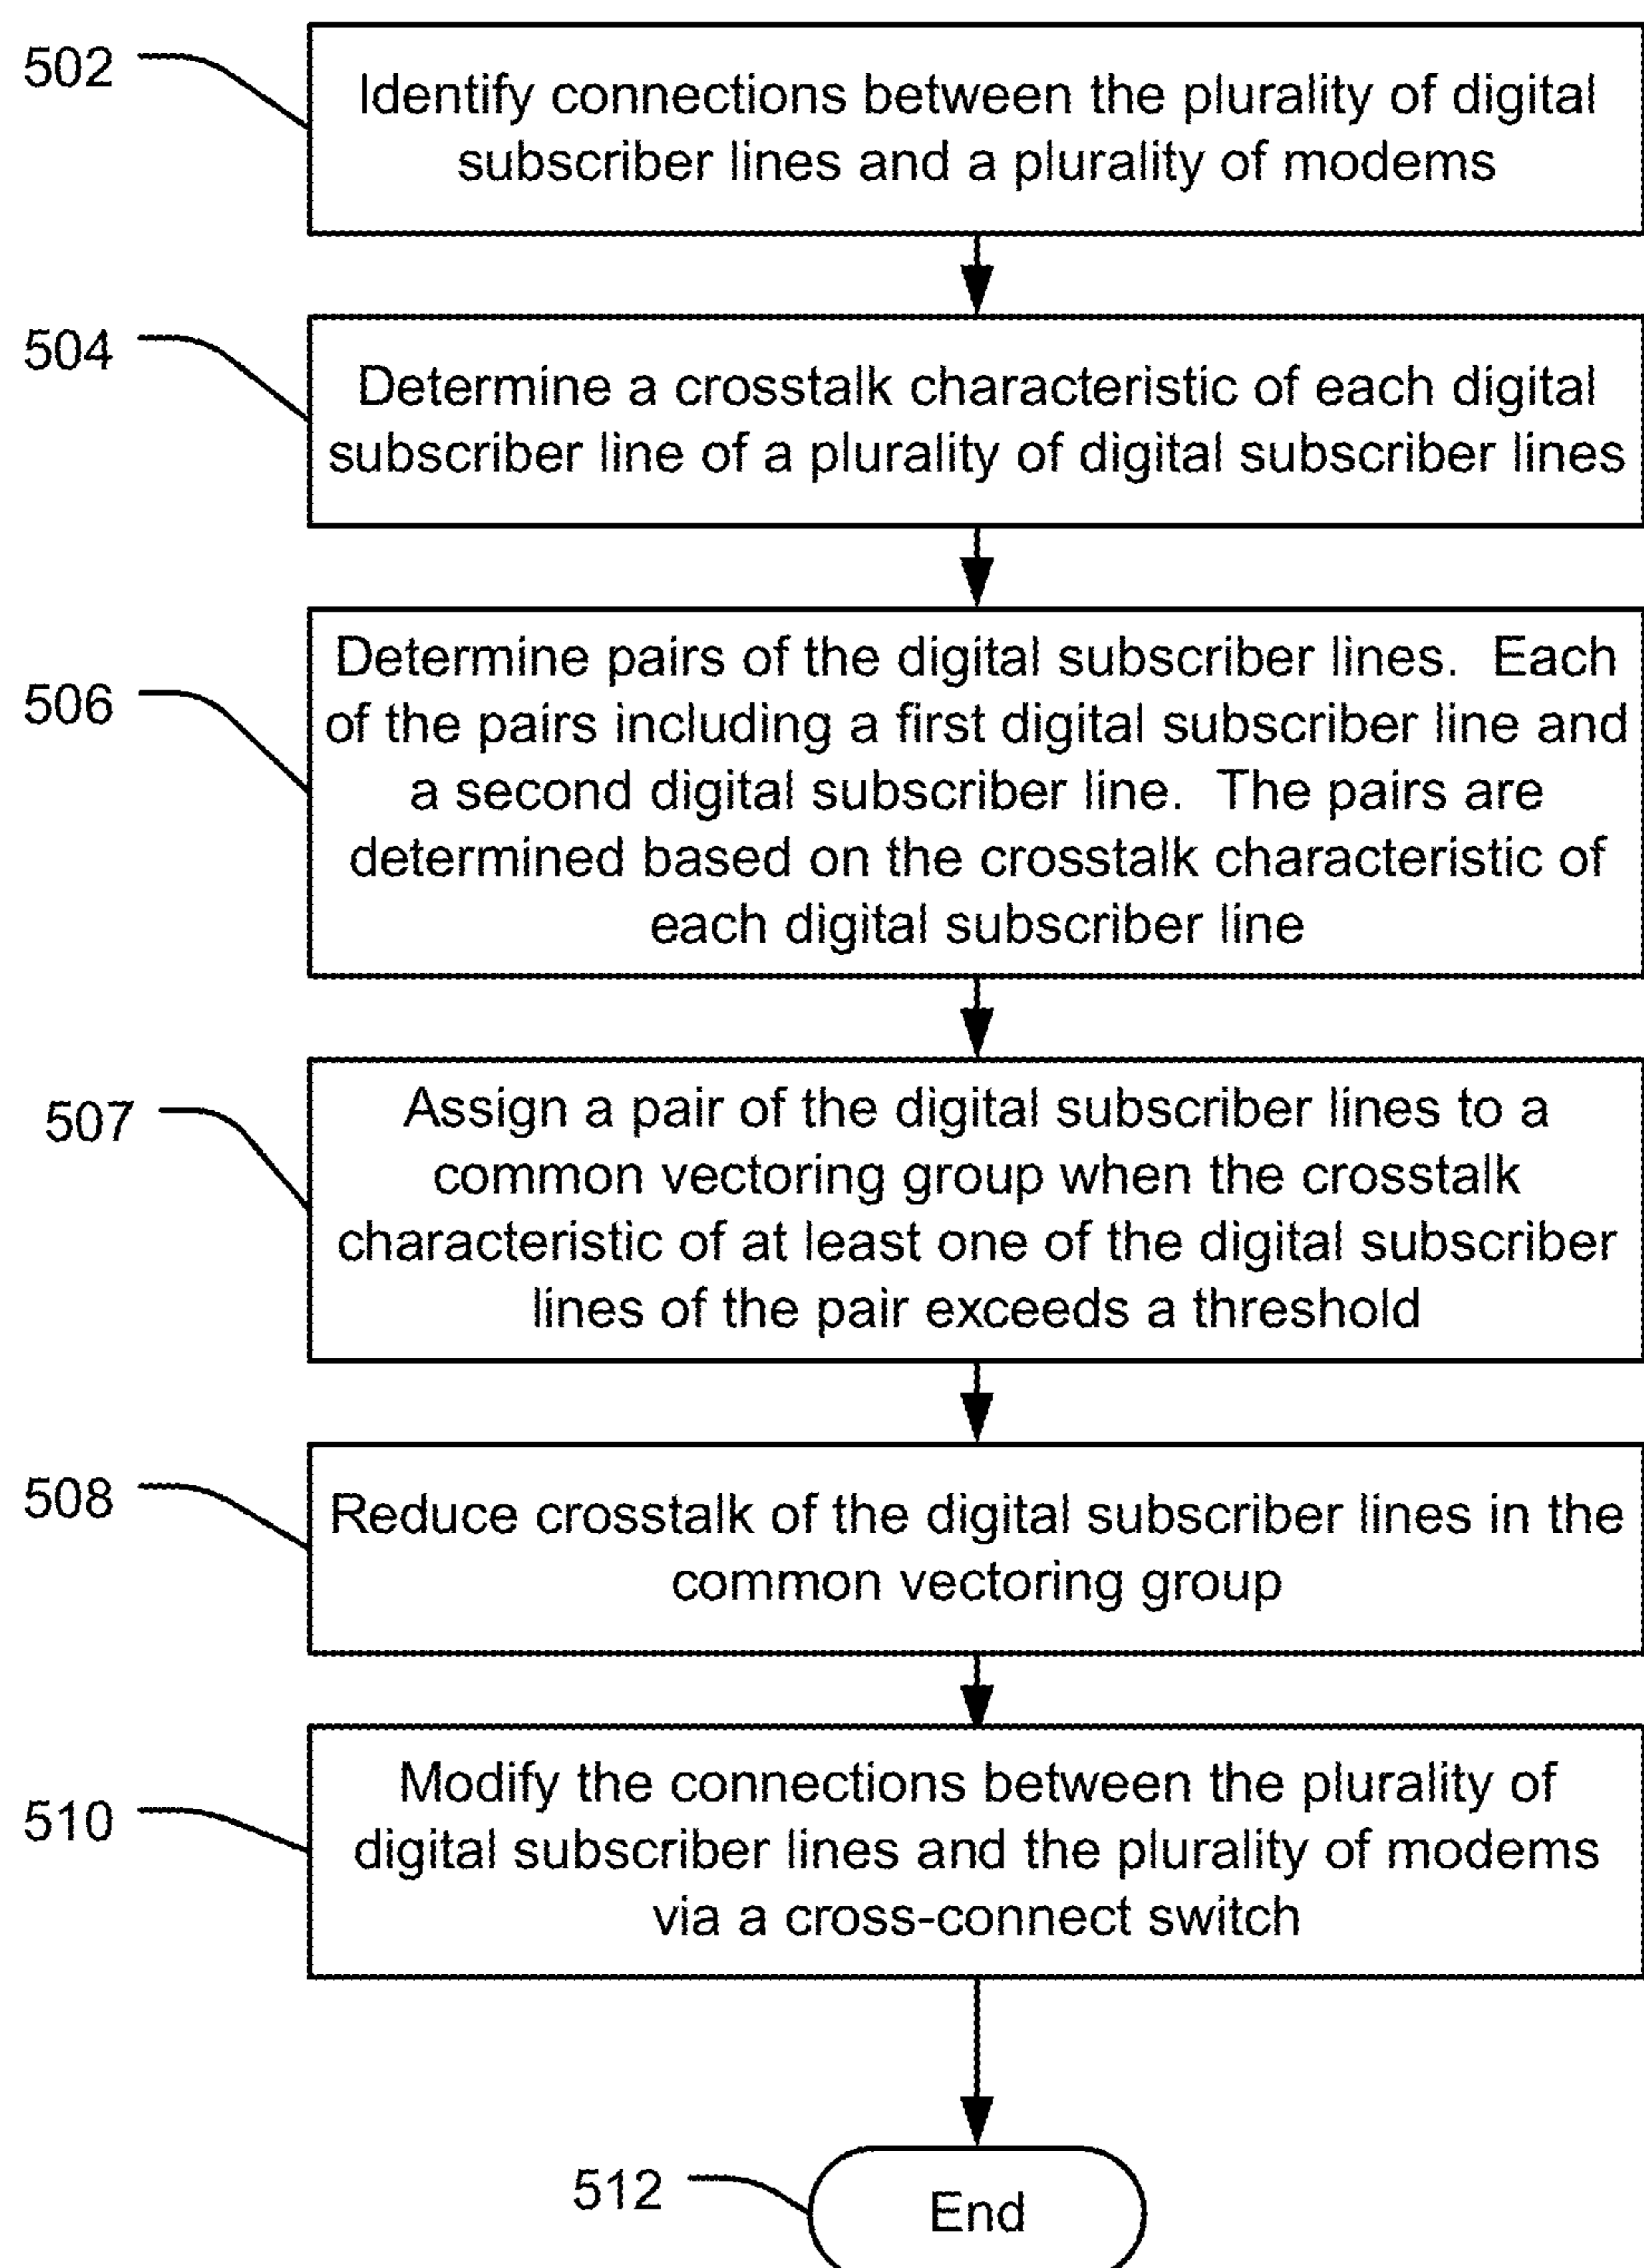 502
Identify connections between the plurality of digital
subscriber lines and a plurality of modems
504
Determine a crosstalk characteristic of each digital
subscriber line of a plurality of digital subscriber lines
506
Determine pairs of the digital subscriber lines. Each
of the pairs including a first digital subscriber line and
a second digital subscriber line. The pairs are
determined based on the crosstalk characteristic of
each digital subscriber line
507
Assign a pair of the digital subscriber lines to a
common vectoring group when the crosstalk
characteristic of at least one of the digital subscriber
lines of the pair exceeds a threshold
508
Reduce crosstalk of the digital subscriber lines in the
common vectoring group
510
Modify the connections between the plurality of
digital subscriber lines and the plurality of modems
via a cross-connect switch
512
End